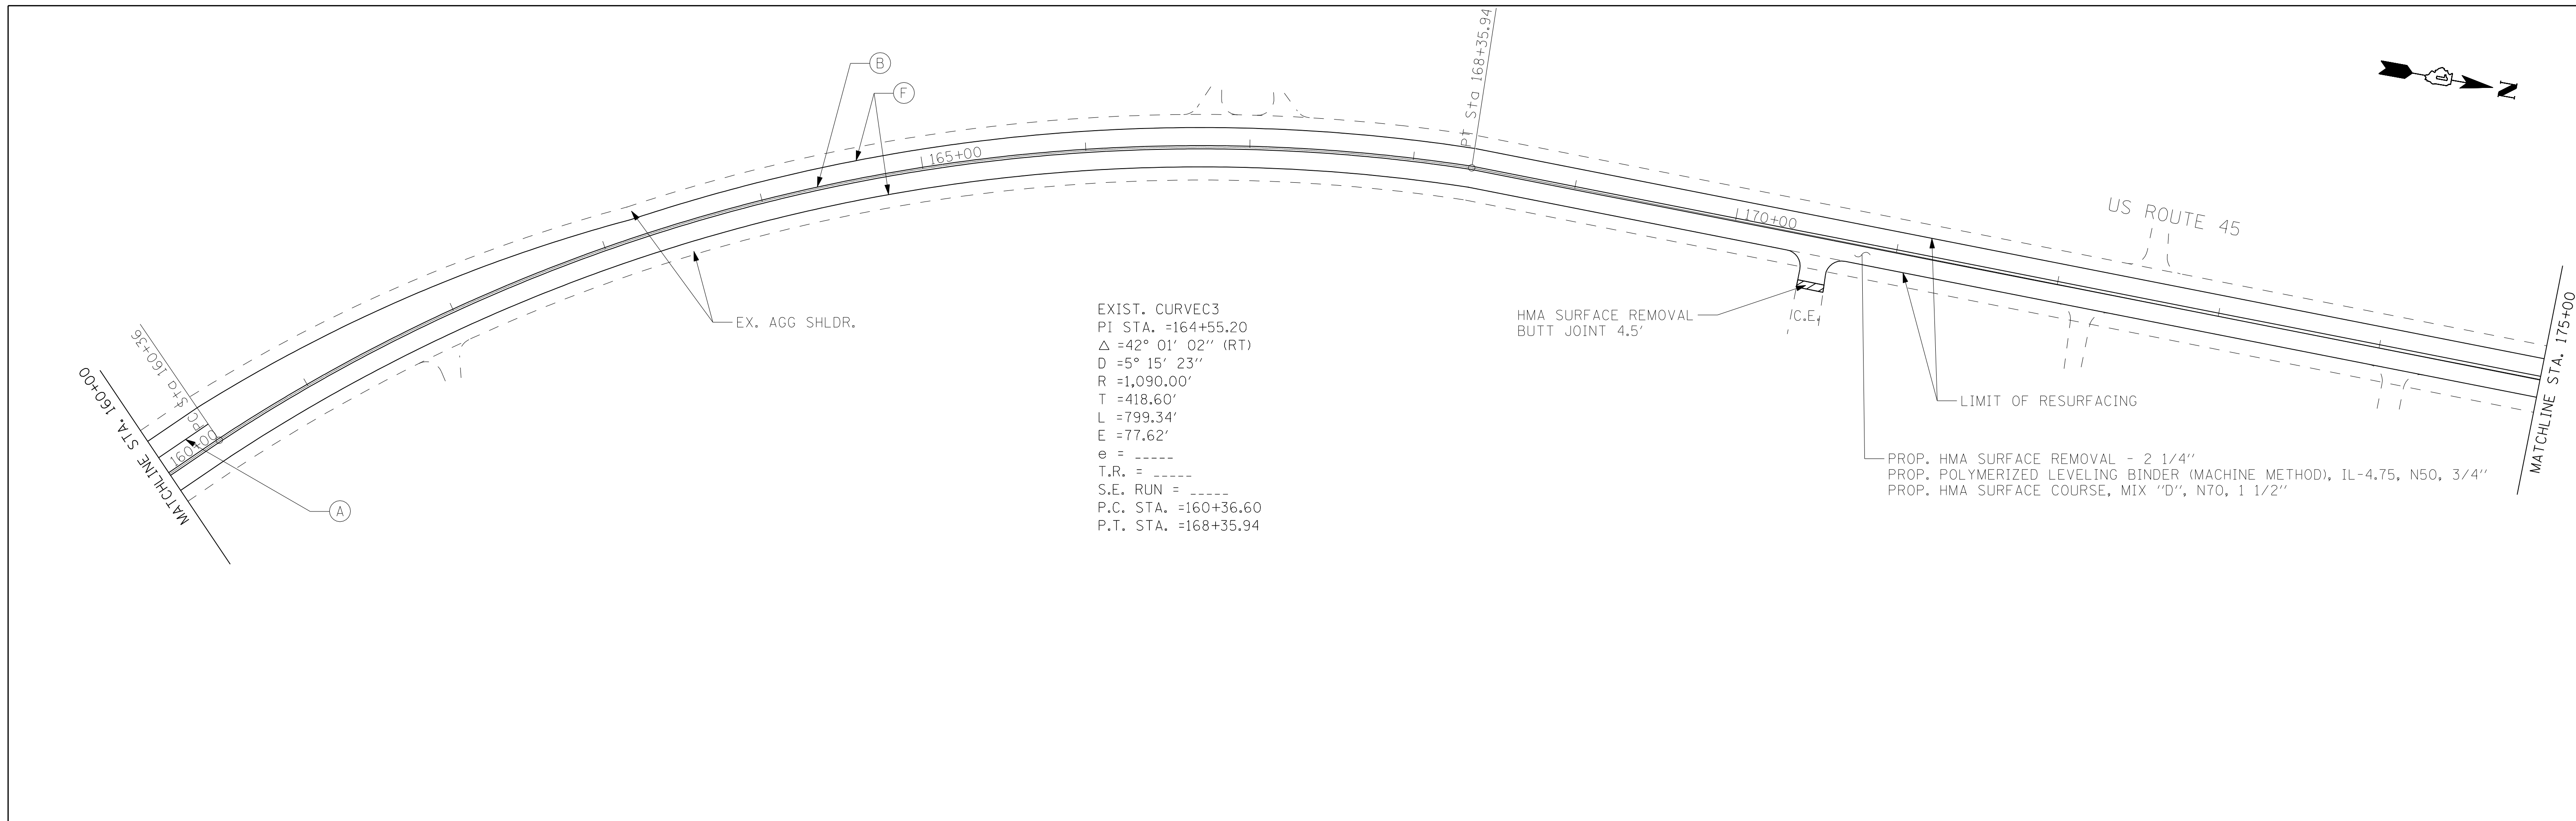 B
F
165+00
PT Sta 168+35.94
N
US ROUTE 45
170+00
EX. AGG SHLDR.
HMA SURFACE REMOVAL
BUTT JOINT 4.5'
C.E.
EXIST. CURVEC3
PI STA. =164+55.20
Δ =42° 01' 02'' (RT)
D =5° 15' 23''
R =1,090.00'
T =418.60'
L =799.34'
E =77.62'
e = _____
T.R. = _____
S.E. RUN = _____
P.C. STA. =160+36.60
P.T. STA. =168+35.94
LIMIT OF RESURFACING
PROP. HMA SURFACE REMOVAL - 2 1/4''
PROP. POLYMERIZED LEVELING BINDER (MACHINE METHOD), IL-4.75, N50, 3/4''
PROP. HMA SURFACE COURSE, MIX "D", N70, 1 1/2''
MATCHLINE STA. 175+00
PC Sta 160+36
160+00
MATCHLINE STA. 160+00
A